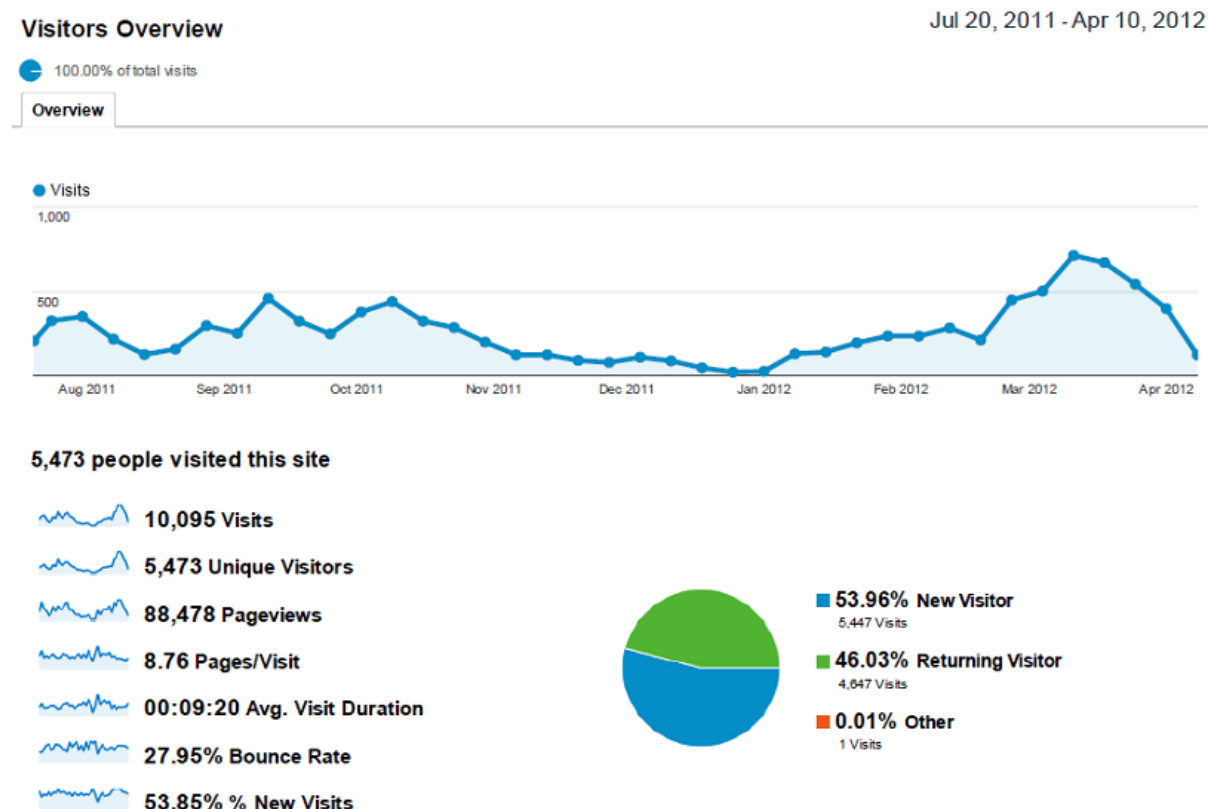 Visitors Overview
Jul 20, 2011 - Apr 10, 2012
100.00% of total visits
Overview
Visits
1,000
500
Aug 2011 Sep 2011 Oct 2011 Nov 2011 Dec 2011 Jan 2012 Feb 2012 Mar 2012 Apr 2012
5,473 people visited this site
10,095 Visits
5,473 Unique Visitors
88,478 Pageviews
8.76 Pages/Visit
00:09:20 Avg. Visit Duration
27.95% Bounce Rate
53.85% % New Visits
53.96% New Visitor
5,447 Visits
46.03% Returning Visitor
4,647 Visits
0.01% Other
1 Visits